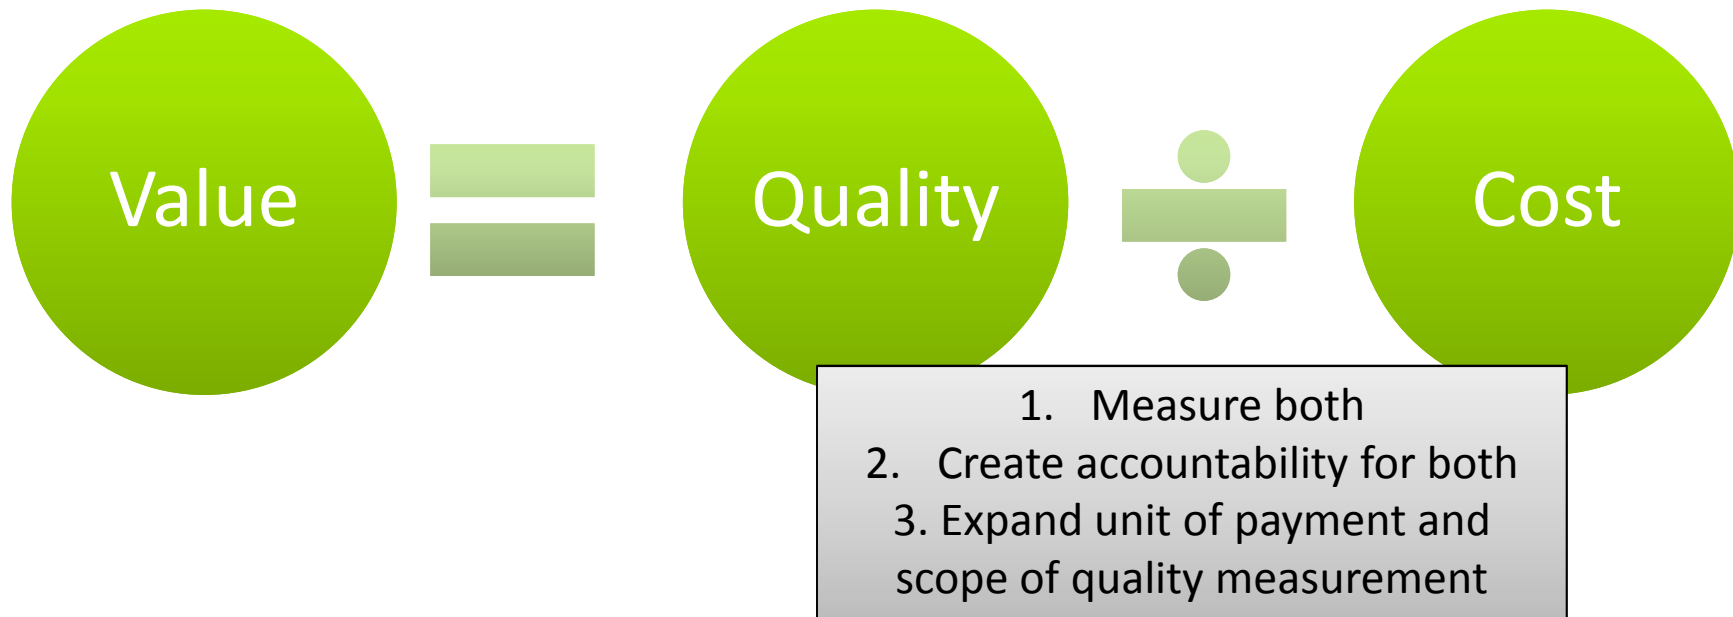 Value
Quality
Cost
1. Measure both
2. Create accountability for both
3. Expand unit of payment and
scope of quality measurement